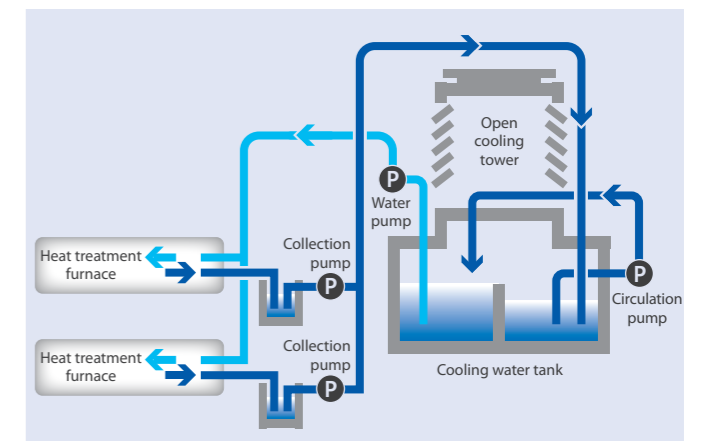 Open
cooling
tower
P
Water
pump
Heat treatment
furnace
Collection
pump
P
P
Circulation
pump
Heat treatment
furnace
Collection
pump
P
Cooling water tank